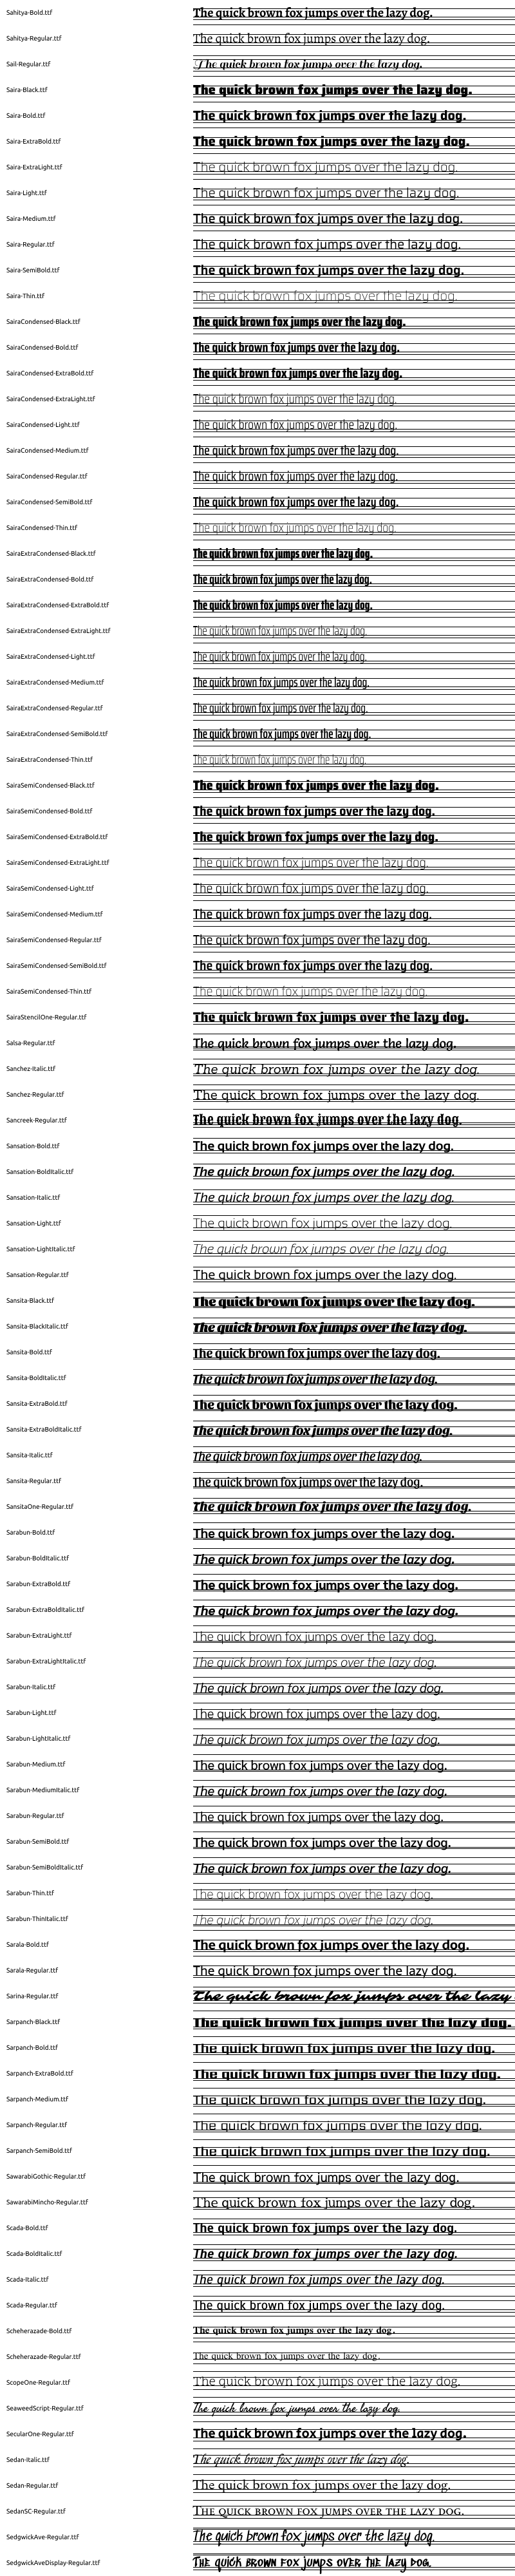 Sahitya-Bold.ttf The quick brown fox jumps over the lazy dog.
Sahitya-Regular.ttf The quick brown fox jumps over the lazy dog.
Sail-Regular.ttf The quick brown fox jumps over the lazy dog.
Saira-Black.ttf The quick brown fox jumps over the lazy dog.
Saira-Bold.ttf The quick brown fox jumps over the lazy dog.
Saira-ExtraBold.ttf The quick brown fox jumps over the lazy dog.
Saira-ExtraLight.ttf The quick brown fox jumps over the lazy dog.
Saira-Light.ttf The quick brown fox jumps over the lazy dog.
Saira-Medium.ttf The quick brown fox jumps over the lazy dog.
Saira-Regular.ttf The quick brown fox jumps over the lazy dog.
Saira-SemiBold.ttf The quick brown fox jumps over the lazy dog.
Saira-Thin.ttf The quick brown fox jumps over the lazy dog.
SairaCondensed-Black.ttf The quick brown fox jumps over the lazy dog.
SairaCondensed-Bold.ttf The quick brown fox jumps over the lazy dog.
SairaCondensed-ExtraBold.ttf The quick brown fox jumps over the lazy dog.
SairaCondensed-ExtraLight.ttf The quick brown fox jumps over the lazy dog.
SairaCondensed-Light.ttf The quick brown fox jumps over the lazy dog.
SairaCondensed-Medium.ttf The quick brown fox jumps over the lazy dog.
SairaCondensed-Regular.ttf The quick brown fox jumps over the lazy dog.
SairaCondensed-SemiBold.ttf The quick brown fox jumps over the lazy dog.
SairaCondensed-Thin.ttf The quick brown fox jumps over the lazy dog.
SairaExtraCondensed-Black.ttf The quick brown fox jumps over the lazy dog.
SairaExtraCondensed-Bold.ttf The quick brown fox jumps over the lazy dog.
SairaExtraCondensed-ExtraBold.ttf The quick brown fox jumps over the lazy dog.
SairaExtraCondensed-ExtraLight.ttf The quick brown fox jumps over the lazy dog.
SairaExtraCondensed-Light.ttf The quick brown fox jumps over the lazy dog.
SairaExtraCondensed-Medium.ttf The quick brown fox jumps over the lazy dog.
SairaExtraCondensed-Regular.ttf The quick brown fox jumps over the lazy dog.
SairaExtraCondensed-SemiBold.ttf The quick brown fox jumps over the lazy dog.
SairaExtraCondensed-Thin.ttf The quick brown fox jumps over the lazy dog.
SairaSemiCondensed-Black.ttf The quick brown fox jumps over the lazy dog.
SairaSemiCondensed-Bold.ttf The quick brown fox jumps over the lazy dog.
SairaSemiCondensed-ExtraBold.ttf The quick brown fox jumps over the lazy dog.
SairaSemiCondensed-ExtraLight.ttf The quick brown fox jumps over the lazy dog.
SairaSemiCondensed-Light.ttf The quick brown fox jumps over the lazy dog.
SairaSemiCondensed-Medium.ttf The quick brown fox jumps over the lazy dog.
SairaSemiCondensed-Regular.ttf The quick brown fox jumps over the lazy dog.
SairaSemiCondensed-SemiBold.ttf The quick brown fox jumps over the lazy dog.
SairaSemiCondensed-Thin.ttf The quick brown fox jumps over the lazy dog.
SairaStencilOne-Regular.ttf The quick brown fox jumps over the lazy dog.
Salsa-Regular.ttf The quick brown fox jumps over the lazy dog.
Sanchez-Italic.ttf The quick brown fox jumps over the lazy dog.
Sanchez-Regular.ttf The quick brown fox jumps over the lazy dog.
Sancreek-Regular.ttf The quick brown fox jumps over the lazy dog.
Sansation-Bold.ttf The quick brown fox jumps over the lazy dog.
Sansation-BoldItalic.ttf The quick brown fox jumps over the lazy dog.
Sansation-Italic.ttf The quick brown fox jumps over the lazy dog.
Sansation-Light.ttf The quick brown fox jumps over the lazy dog.
Sansation-LightItalic.ttf The quick brown fox jumps over the lazy dog.
Sansation-Regular.ttf The quick brown fox jumps over the lazy dog.
Sansita-Black.ttf The quick brown fox jumps over the lazy dog.
Sansita-BlackItalic.ttf The quick brown fox jumps over the lazy dog.
Sansita-Bold.ttf The quick brown fox jumps over the lazy dog.
Sansita-BoldItalic.ttf The quick brown fox jumps over the lazy dog.
Sansita-ExtraBold.ttf The quick brown fox jumps over the lazy dog.
Sansita-ExtraBoldItalic.ttf The quick brown fox jumps over the lazy dog.
Sansita-Italic.ttf The quick brown fox jumps over the lazy dog.
Sansita-Regular.ttf The quick brown fox jumps over the lazy dog.
SansitaOne-Regular.ttf The quick brown fox jumps over the lazy dog.
Sarabun-Bold.ttf The quick brown fox jumps over the lazy dog.
Sarabun-BoldItalic.ttf The quick brown fox jumps over the lazy dog.
Sarabun-ExtraBold.ttf The quick brown fox jumps over the lazy dog.
Sarabun-ExtraBoldItalic.ttf The quick brown fox jumps over the lazy dog.
Sarabun-ExtraLight.ttf The quick brown fox jumps over the lazy dog.
Sarabun-ExtraLightItalic.ttf The quick brown fox jumps over the lazy dog.
Sarabun-Italic.ttf The quick brown fox jumps over the lazy dog.
Sarabun-Light.ttf The quick brown fox jumps over the lazy dog.
Sarabun-LightItalic.ttf The quick brown fox jumps over the lazy dog.
Sarabun-Medium.ttf The quick brown fox jumps over the lazy dog.
Sarabun-MediumItalic.ttf The quick brown fox jumps over the lazy dog.
Sarabun-Regular.ttf The quick brown fox jumps over the lazy dog.
Sarabun-SemiBold.ttf The quick brown fox jumps over the lazy dog.
Sarabun-SemiBoldItalic.ttf The quick brown fox jumps over the lazy dog.
Sarabun-Thin.ttf The quick brown fox jumps over the lazy dog.
Sarabun-ThinItalic.ttf The quick brown fox jumps over the lazy dog.
Sarala-Bold.ttf The quick brown fox jumps over the lazy dog.
Sarala-Regular.ttf The quick brown fox jumps over the lazy dog.
Sarina-Regular.ttf The quick brown fox jumps over the lazy
Sarpanch-Black.ttf The quick brown fox jumps over the lazy dog.
Sarpanch-Bold.ttf The quick brown fox jumps over the lazy dog.
Sarpanch-ExtraBold.ttf The quick brown fox jumps over the lazy dog.
Sarpanch-Medium.ttf The quick brown fox jumps over the lazy dog.
Sarpanch-Regular.ttf The quick brown fox jumps over the lazy dog.
Sarpanch-SemiBold.ttf The quick brown fox jumps over the lazy dog.
SawarabiGothic-Regular.ttf The quick brown fox jumps over the lazy dog.
SawarabiMincho-Regular.ttf The quick brown fox jumps over the lazy dog.
Scada-Bold.ttf The quick brown fox jumps over the lazy dog.
Scada-BoldItalic.ttf The quick brown fox jumps over the lazy dog.
Scada-Italic.ttf The quick brown fox jumps over the lazy dog.
Scada-Regular.ttf The quick brown fox jumps over the lazy dog.
Scheherazade-Bold.ttf The quick brown fox jumps over the lazy dog.
Scheherazade-Regular.ttf The quick brown fox jumps over the lazy dog.
ScopeOne-Regular.ttf The quick brown fox jumps over the lazy dog.
SeaweedScript-Regular.ttf The quick brown fox jumps over the lazy dog.
SecularOne-Regular.ttf The quick brown fox jumps over the lazy dog.
Sedan-Italic.ttf The quick brown fox jumps over the lazy dog.
Sedan-Regular.ttf The quick brown fox jumps over the lazy dog.
SedanSC-Regular.ttf The quick brown fox jumps over the lazy dog.
SedgwickAve-Regular.ttf The quick brown fox jumps over the lazy dog.
SedgwickAveDisplay-Regular.ttf The quick brown fox jumps over the lazy dog.